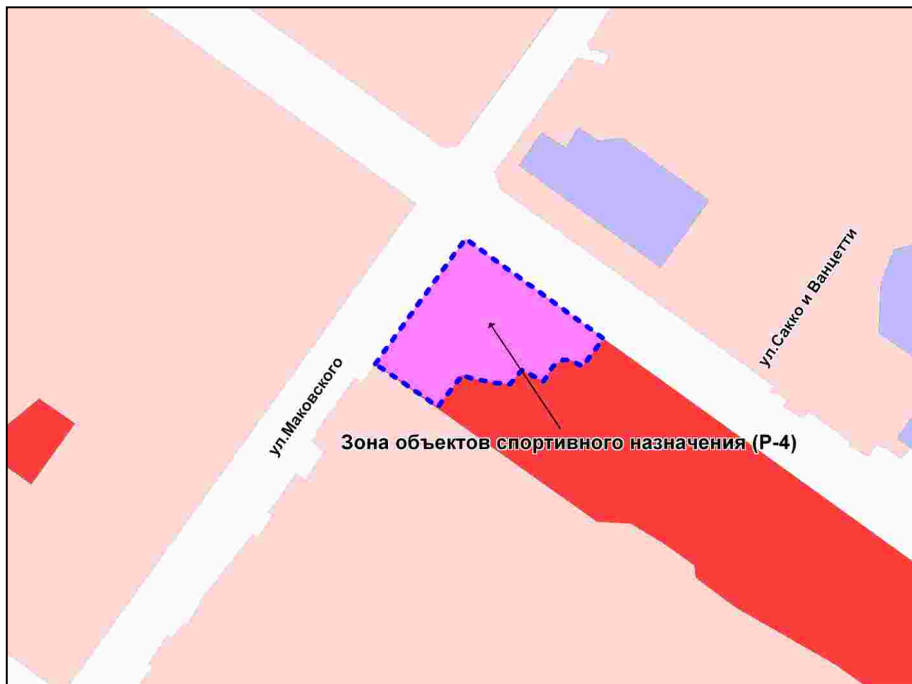 ул.Сакко и Ванцетти
ул.Маковского
Зона объектов спортивного назначения (Р-4)